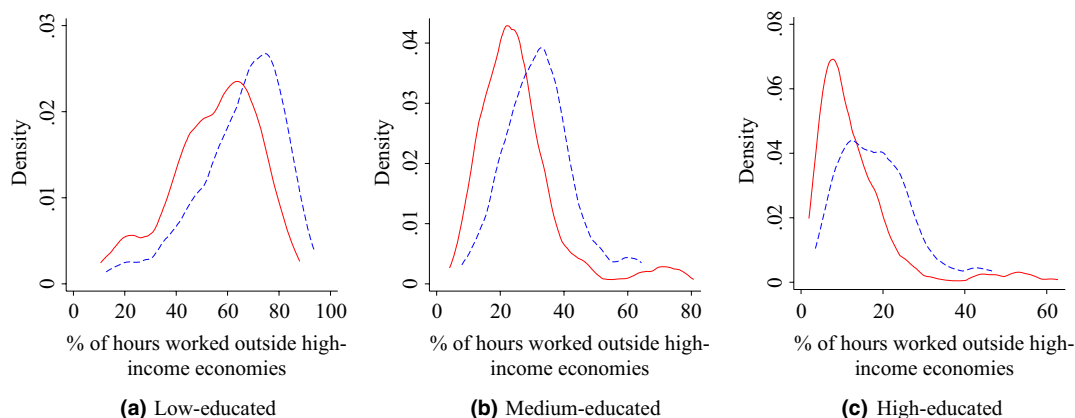 .03
.02
.01
0
Density
0 20 40 60 80 100
% of hours worked outside high-
income economies
(a) Low-educated
.04
.03
.02
.01
0
Density
0 20 40 60 80
% of hours worked outside high-
income economies
(b) Medium-educated
.08
.06
.04
.02
0
Density
0 20 40 60
% of hours worked outside high-
income economies
(c) High-educated